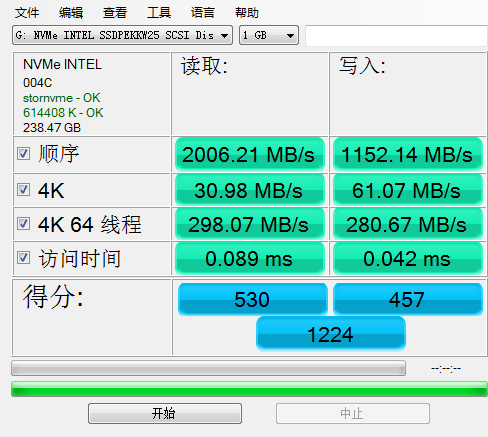 文件 编辑 查看 工具 语言 帮助
G: NVMe INTEL SSDPEKKW25 SCSI Dis 1 GB
NVMe INTEL
004C
stornvme - OK
614408 K - OK
238.47 GB
读取: 写入:
顺序 2006.21 MB/s 1152.14 MB/s
4K 30.98 MB/s 61.07 MB/s
4K 64 线程 298.07 MB/s 280.67 MB/s
访问时间 0.089 ms 0.042 ms
得分: 530 457
1224
--:--:--
开始 中止